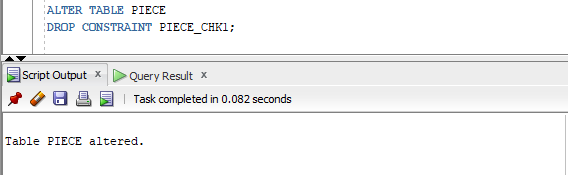 ALTER TABLE PIECE
DROP CONSTRAINT PIECE_CHK1;
Script Output x Query Result x
Task completed in 0.082 seconds
Table PIECE altered.